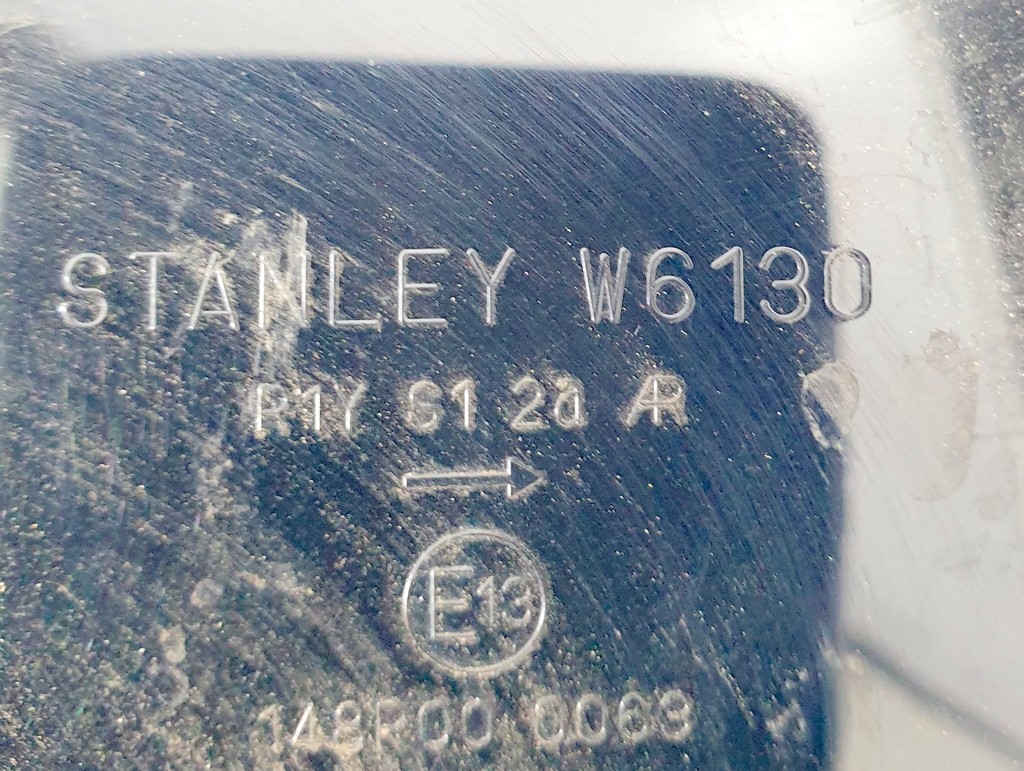 STANLEY W6130
R1Y S1 2a AR
E13
148R00 0063